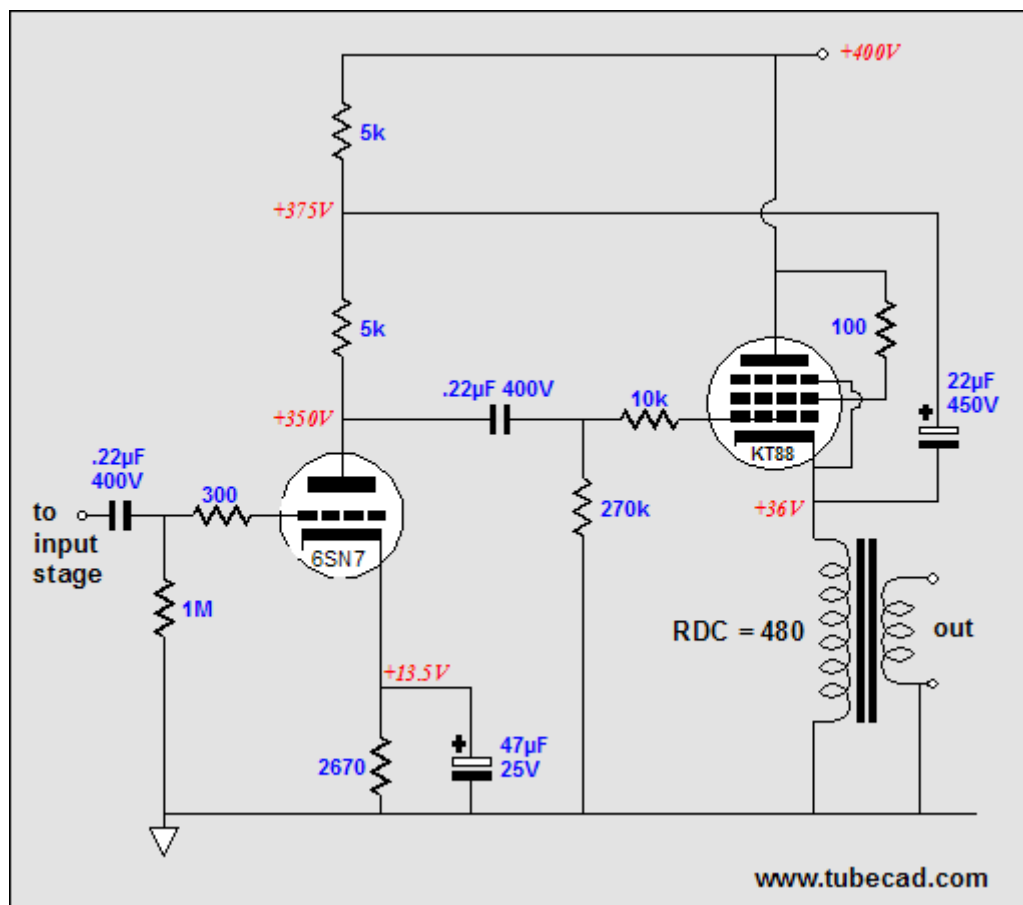 +400V
5k
+375V
5k
100
22µF
450V
.22µF 400V
10k
+350V
KT88
.22µF
400V
300
270k
+36V
to
input
stage
6SN7
1M
RDC = 480
out
+13.5V
47µF
25V
2670
www.tubecad.com